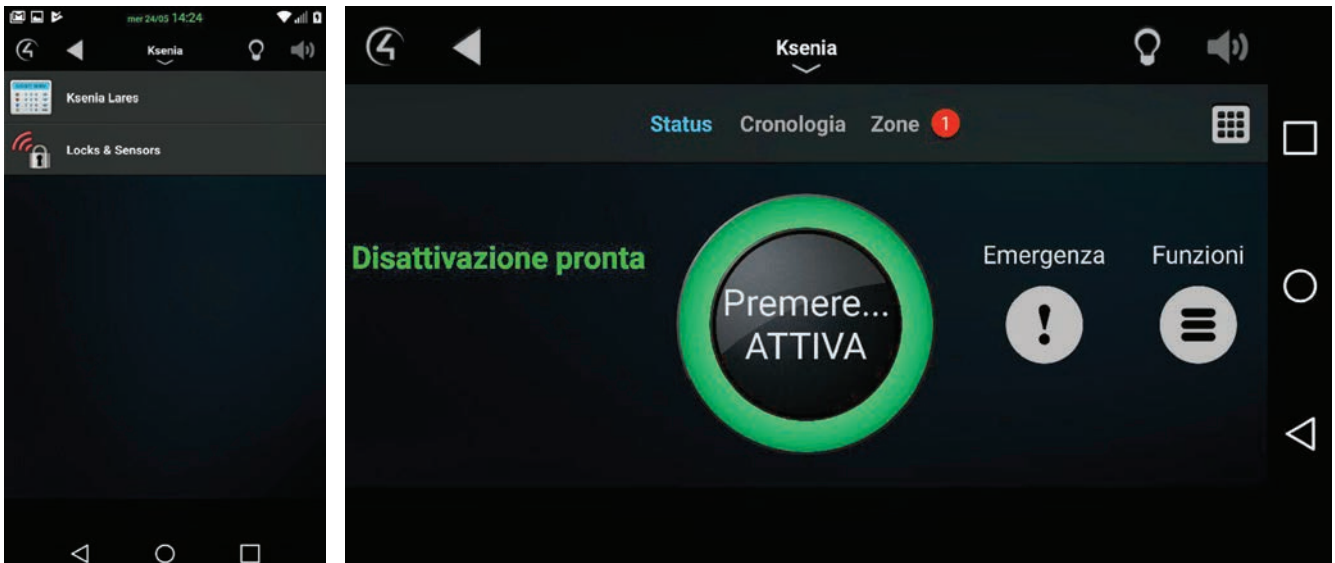 mer 24/05 14:24
Ksenia
Ksenia Lares
Locks & Sensors
Ksenia
Status Cronologia Zone 1
Disattivazione pronta
Premere...
ATTIVA
Emergenza Funzioni
!